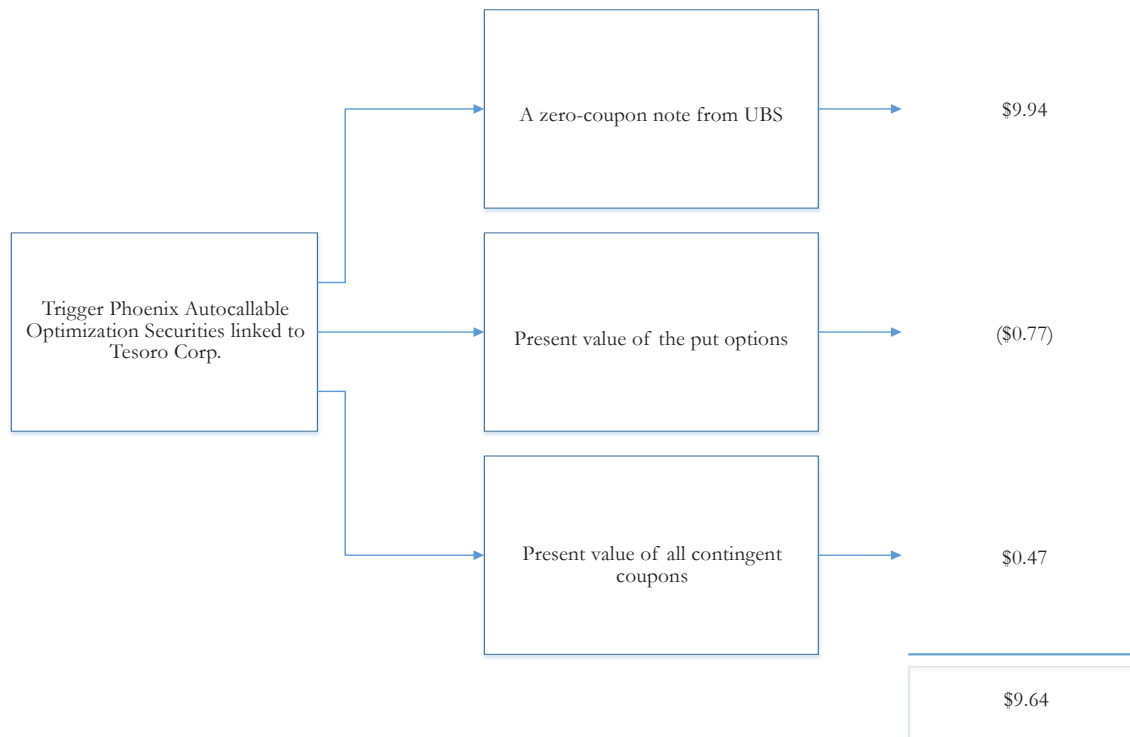 A zero-coupon note from UBS
$9.94
Trigger Phoenix Autocallable
Optimization Securities linked to
Tesoro Corp.
Present value of the put options
($0.77)
Present value of all contingent
coupons
$0.47
$9.64